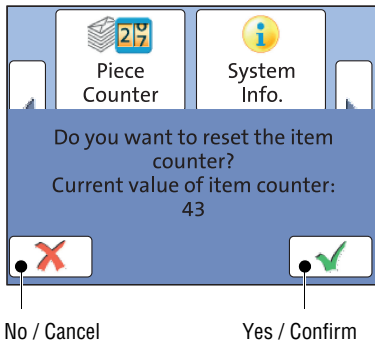 27
i
Piece
Counter
System
Info.
Do you want to reset the item
counter?
Current value of item counter:
43
No / Cancel
Yes / Confirm